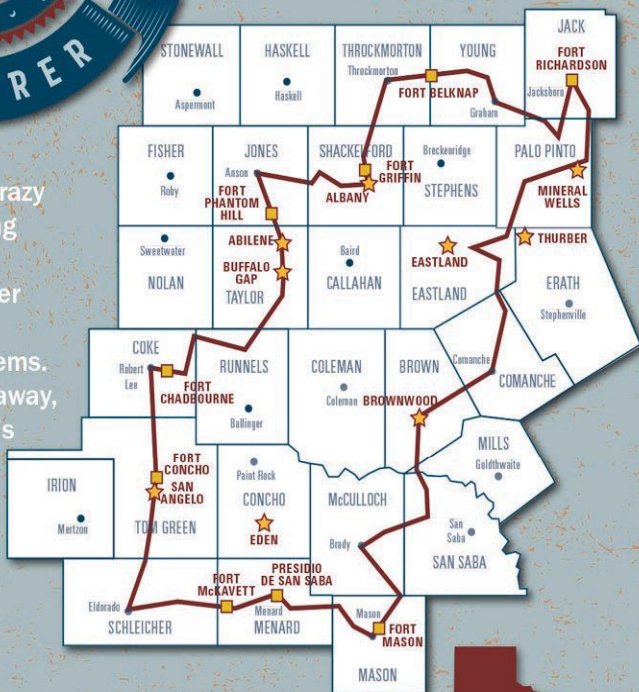 RER
razy
ng
er
ems.
away,
's
STONEWALL
Aspermont
HASKELL
Haskell
THROCKMORTON
Throckmorton
YOUNG
FORT BELKNAP
Graham
JACK
FORT
RICHARDSON
Jacksboro
FISHER
Roby
JONES
Anson
FORT
PHANTOM
HILL
SHACKELFORD
FORT
GRIFFIN
ALBANY
Breckenridge
STEPHENS
PALO PINTO
MINERAL
WELLS
Sweetwater
NOLAN
ABILENE
BUFFALO
GAP
TAYLOR
Baird
CALLAHAN
EASTLAND
EASTLAND
THURBER
ERATH
Stephenville
COKE
Robert
Lee
FORT
CHADBOURNE
RUNNELS
Ballinger
COLEMAN
Coleman
BROWN
BROWNWOOD
Comanche
COMANCHE
MILLS
Goldthwaite
IRION
Mertzon
FORT
CONCHO
SAN
ANGELO
TOM GREEN
Paint Rock
CONCHO
EDEN
McCULLOCH
Brady
San
Saba
SAN SABA
Eldorado
SCHLEICHER
FORT
McKAVETT
PRESIDIO
DE SAN SABA
Menard
MENARD
Mason
FORT
MASON
MASON